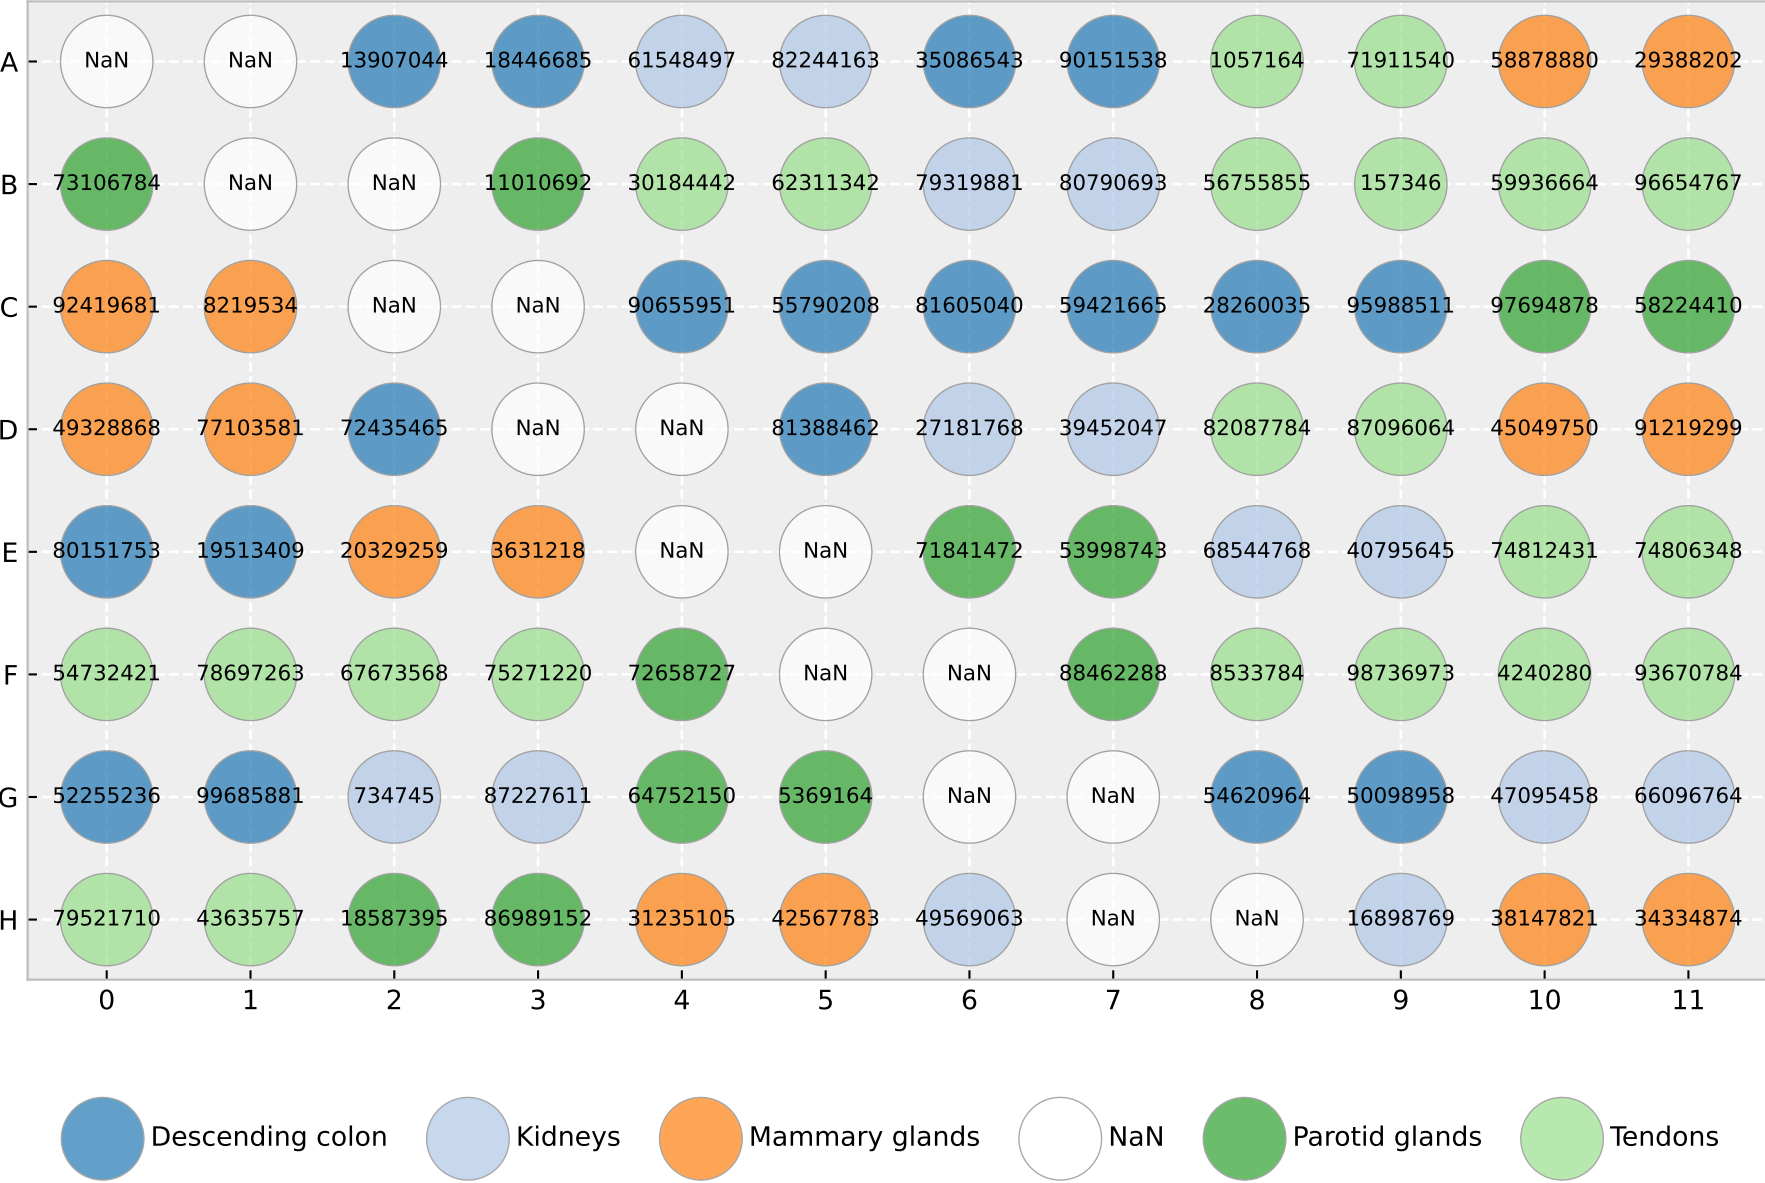 A NaN NaN 13907044 18446685 61548497 82244163 35086543 90151538 1057164 71911540 58878880 29388202
B 73106784 NaN NaN 11010692 30184442 62311342 79319881 80790693 56755855 157346 59936664 96654767
C 92419681 8219534 NaN NaN 90655951 55790208 81605040 59421665 28260035 95988511 97694878 58224410
D 49328868 77103581 72435465 NaN NaN 81388462 27181768 39452047 82087784 87096064 45049750 91219299
E 80151753 19513409 20329259 3631218 NaN NaN 71841472 53998743 68544768 40795645 74812431 74806348
F 54732421 78697263 67673568 75271220 72658727 NaN NaN 88462288 8533784 98736973 4240280 93670784
G 52255236 99685881 734745 87227611 64752150 5369164 NaN NaN 54620964 50098958 47095458 66096764
H 79521710 43635757 18587395 86989152 31235105 42567783 49569063 NaN NaN 16898769 38147821 34334874
0 1 2 3 4 5 6 7 8 9 10 11
Descending colon Kidneys Mammary glands NaN Parotid glands Tendons